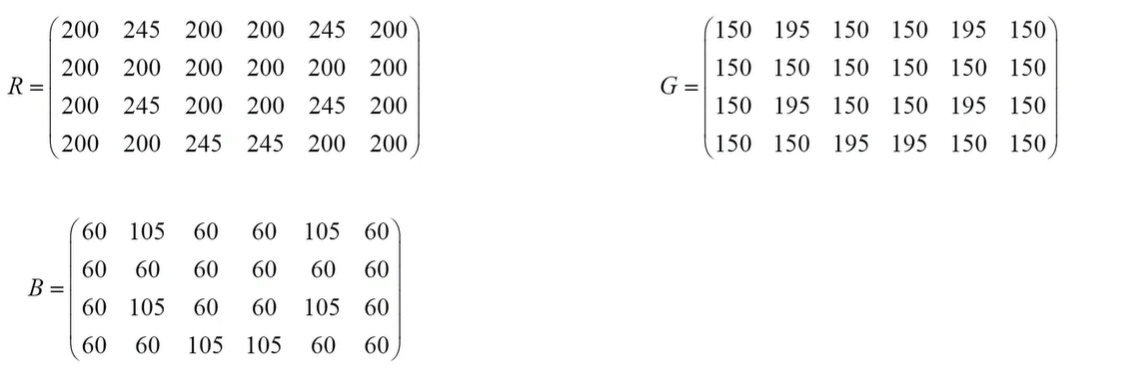 R = ( 200 245 200 200 245 200
200 200 200 200 200 200
200 245 200 200 245 200
200 200 245 245 200 200 )
G = ( 150 195 150 150 195 150
150 150 150 150 150 150
150 195 150 150 195 150
150 150 195 195 150 150 )
B = ( 60 105 60 60 105 60
60 60 60 60 60 60
60 105 60 60 105 60
60 60 105 105 60 60 )